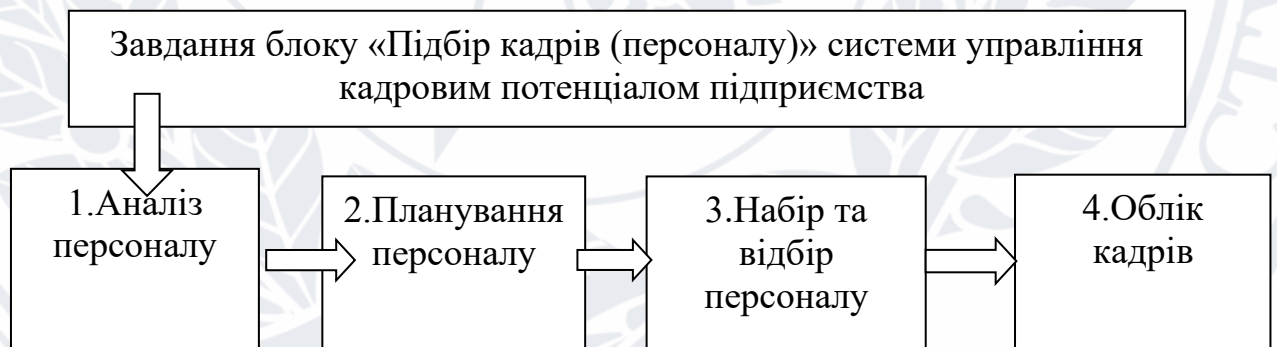 Завдання блоку «Підбір кадрів (персоналу)» системи управління
кадровим потенціалом підприємства
1.Аналіз
персоналу
2.Планування
персоналу
3.Набір та
відбір
персоналу
4.Облік
кадрів